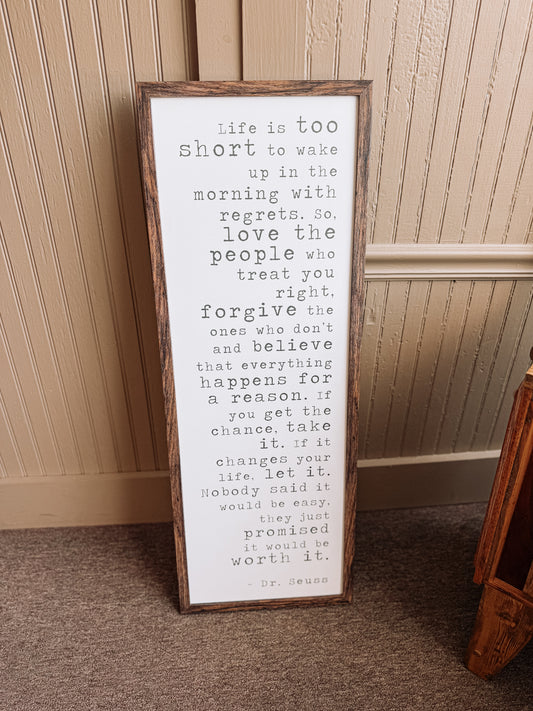 Life is too
short to wake
up in the
morning with
regrets. So,
love the
people who
treat you
right,
forgive the
ones who don't
and believe
that everything
happens for
a reason. If
you get the
chance, take
it. If it
changes your
life, let it.
Nobody said it
would be easy,
they just
promised
it would be
worth it.
- Dr. Seuss